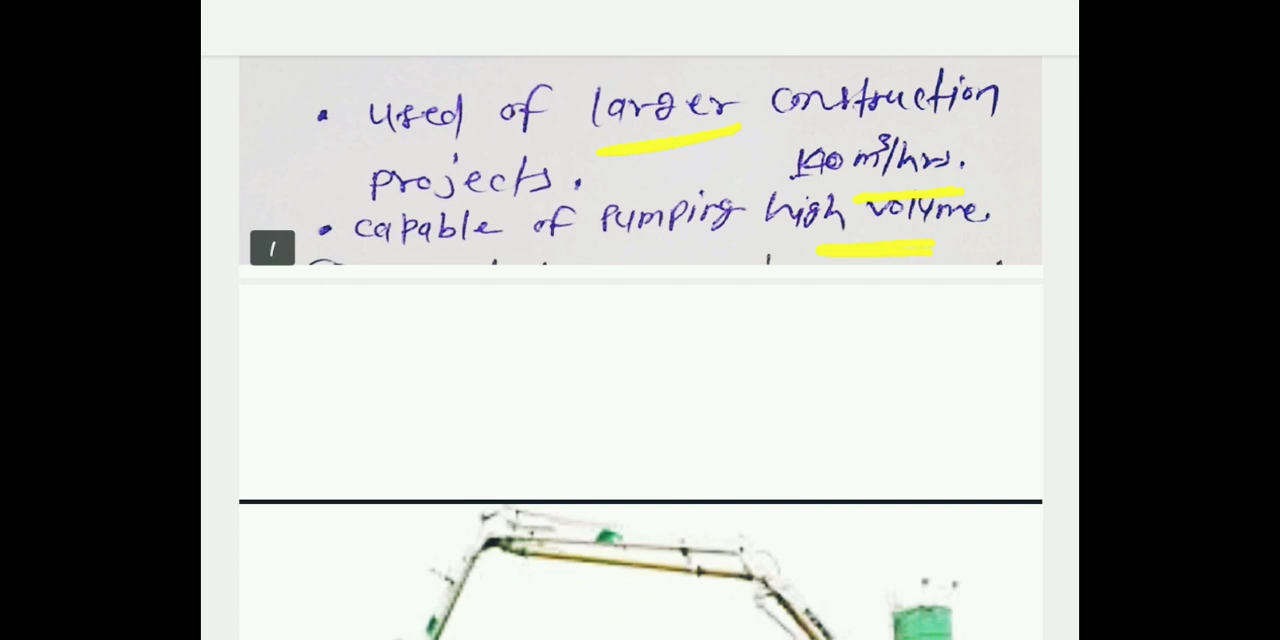 • used of larger construction
projects.
140 m³/hrs.
• capable of pumping high volume.
1